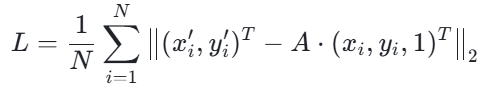 L = \frac{1}{N} \sum_{i=1}^{N} \left\| (x_i', y_i')^T - A \cdot (x_i, y_i, 1)^T \right\|_2